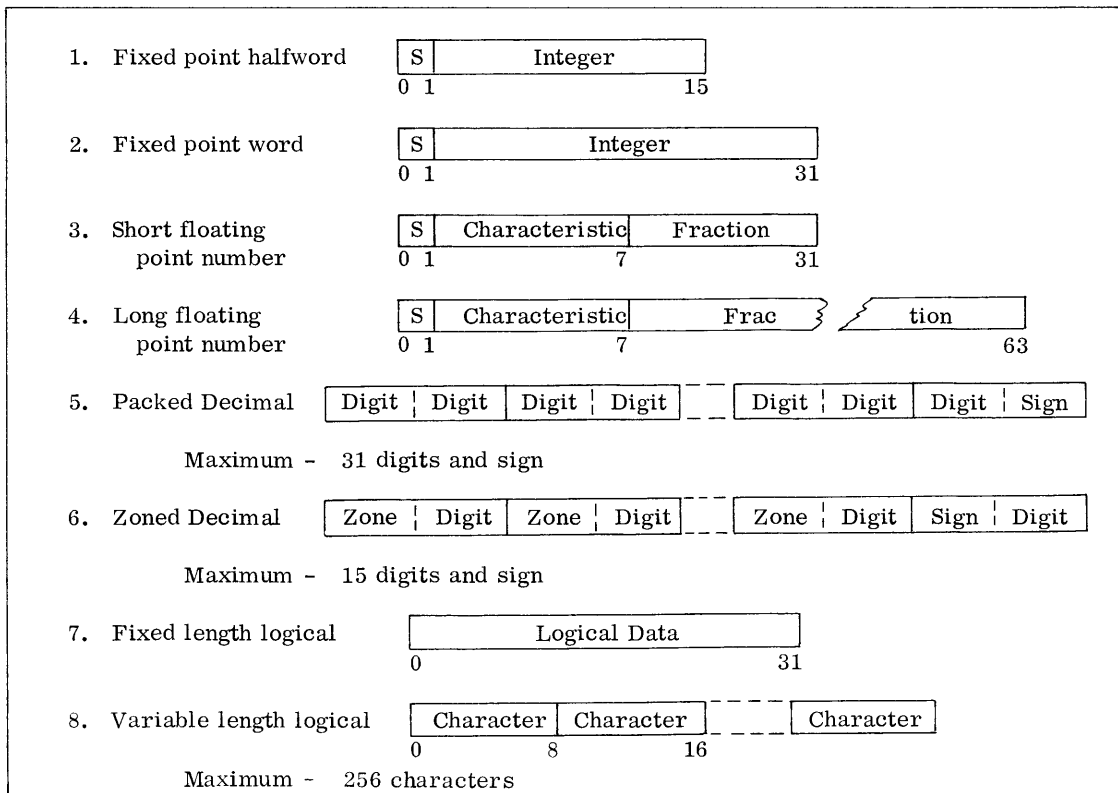 1. Fixed point halfword S Integer
0 1 15
2. Fixed point word S Integer
0 1 31
3. Short floating point number S Characteristic Fraction
0 1 7 31
4. Long floating point number S Characteristic Frac tion
0 1 7 63
5. Packed Decimal Digit Digit Digit Digit Digit Digit Digit Sign
Maximum - 31 digits and sign
6. Zoned Decimal Zone Digit Zone Digit Zone Digit Sign Digit
Maximum - 15 digits and sign
7. Fixed length logical Logical Data
0 31
8. Variable length logical Character Character Character
0 8 16
Maximum - 256 characters